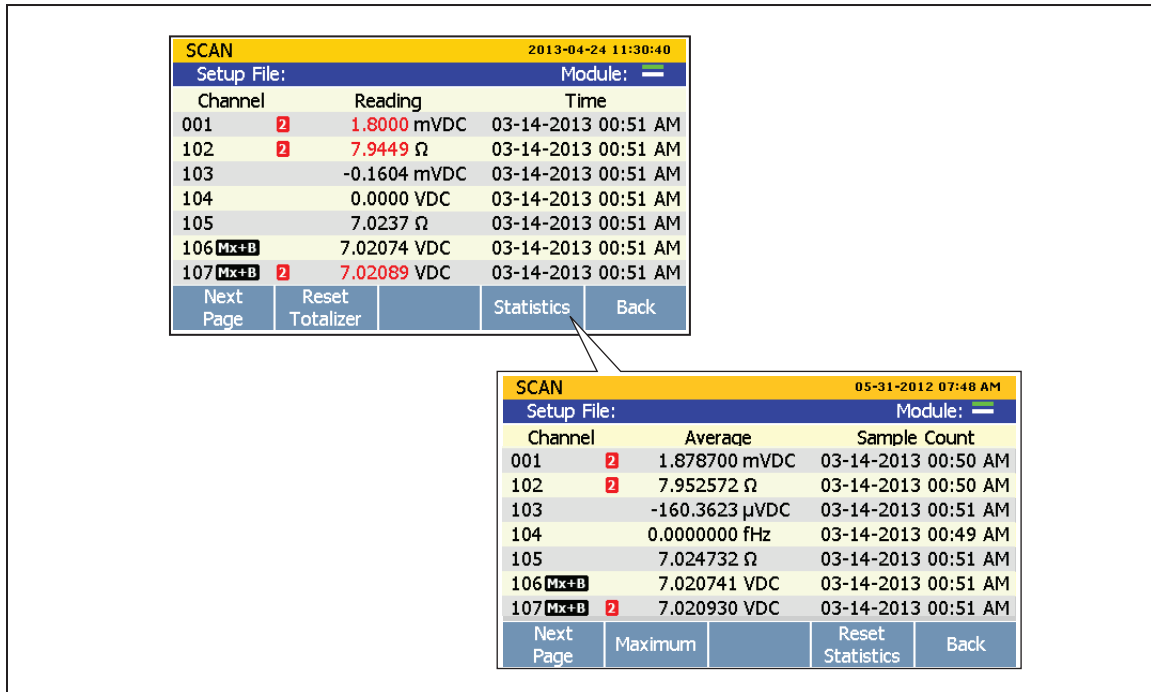 SCAN 2013-04-24 11:30:40
Setup File: Module:
Channel Reading Time
001 2 1.8000 mVDC 03-14-2013 00:51 AM
102 2 7.9449 Ω 03-14-2013 00:51 AM
103 -0.1604 mVDC 03-14-2013 00:51 AM
104 0.0000 VDC 03-14-2013 00:51 AM
105 7.0237 Ω 03-14-2013 00:51 AM
106 Mx+B 7.02074 VDC 03-14-2013 00:51 AM
107 Mx+B 2 7.02089 VDC 03-14-2013 00:51 AM
Next Page Reset Totalizer Statistics Back
SCAN 05-31-2012 07:48 AM
Setup File: Module:
Channel Average Sample Count
001 2 1.878700 mVDC 03-14-2013 00:50 AM
102 2 7.952572 Ω 03-14-2013 00:50 AM
103 -160.3623 µVDC 03-14-2013 00:51 AM
104 0.0000000 fHz 03-14-2013 00:49 AM
105 7.024732 Ω 03-14-2013 00:51 AM
106 Mx+B 7.020741 VDC 03-14-2013 00:51 AM
107 Mx+B 2 7.020930 VDC 03-14-2013 00:51 AM
Next Page Maximum Reset Statistics Back